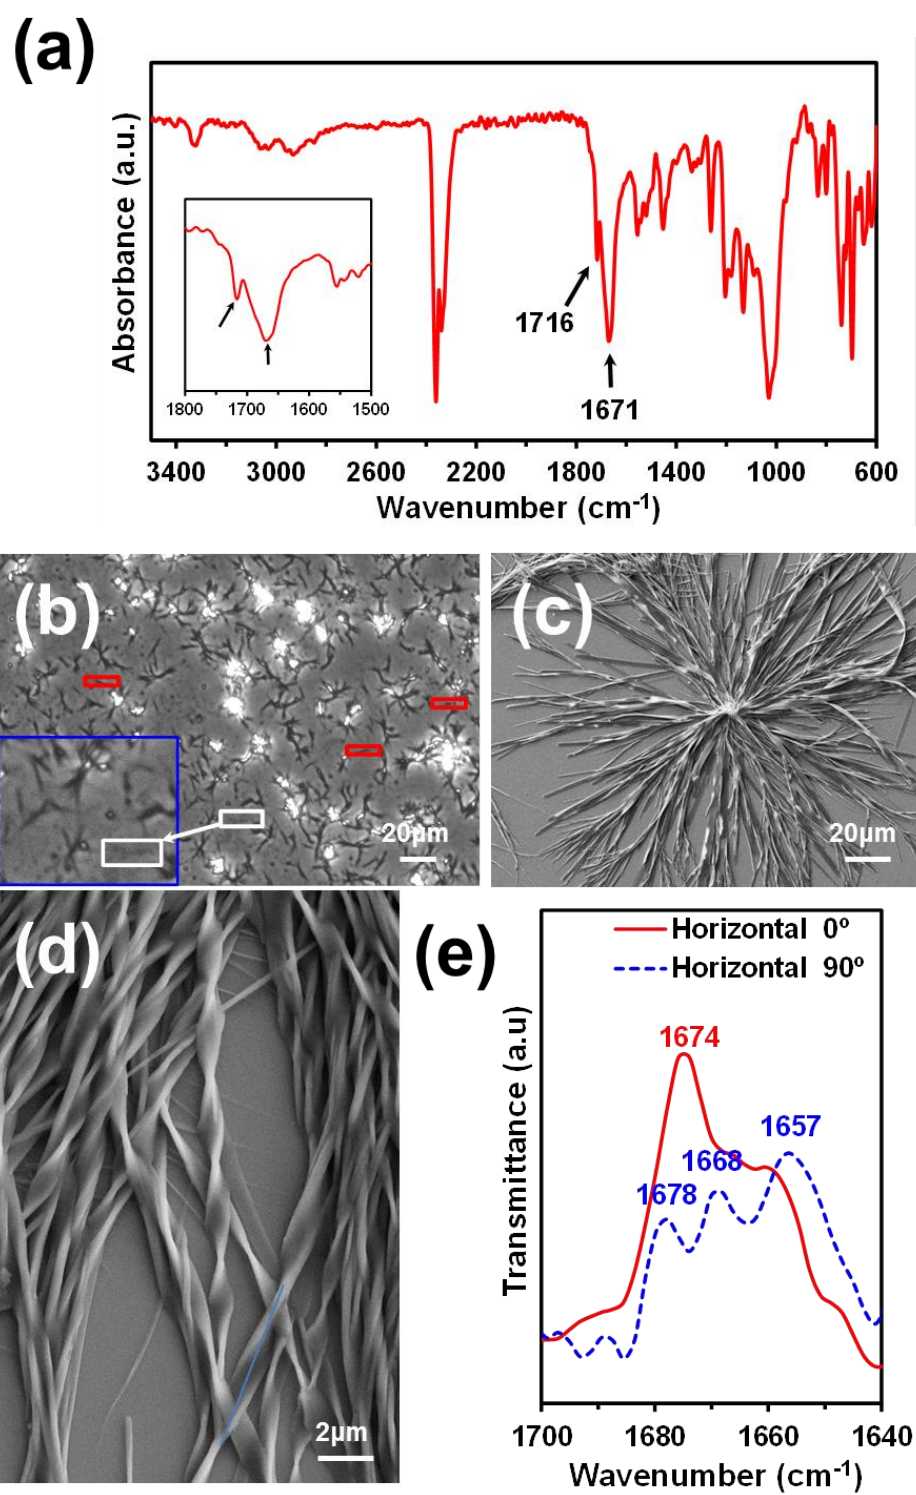 (a)
Absorbance (a.u.)
1716
1671
1800 1700 1600 1500
3400 3000 2600 2200 1800 1400 1000 600
Wavenumber (cm-1)
(b)
20μm
(c)
20μm
(d)
2μm
(e)
Horizontal 0º
Horizontal 90º
Transmittance (a.u)
1674
1657
1668
1678
1700 1680 1660 1640
Wavenumber (cm-1)